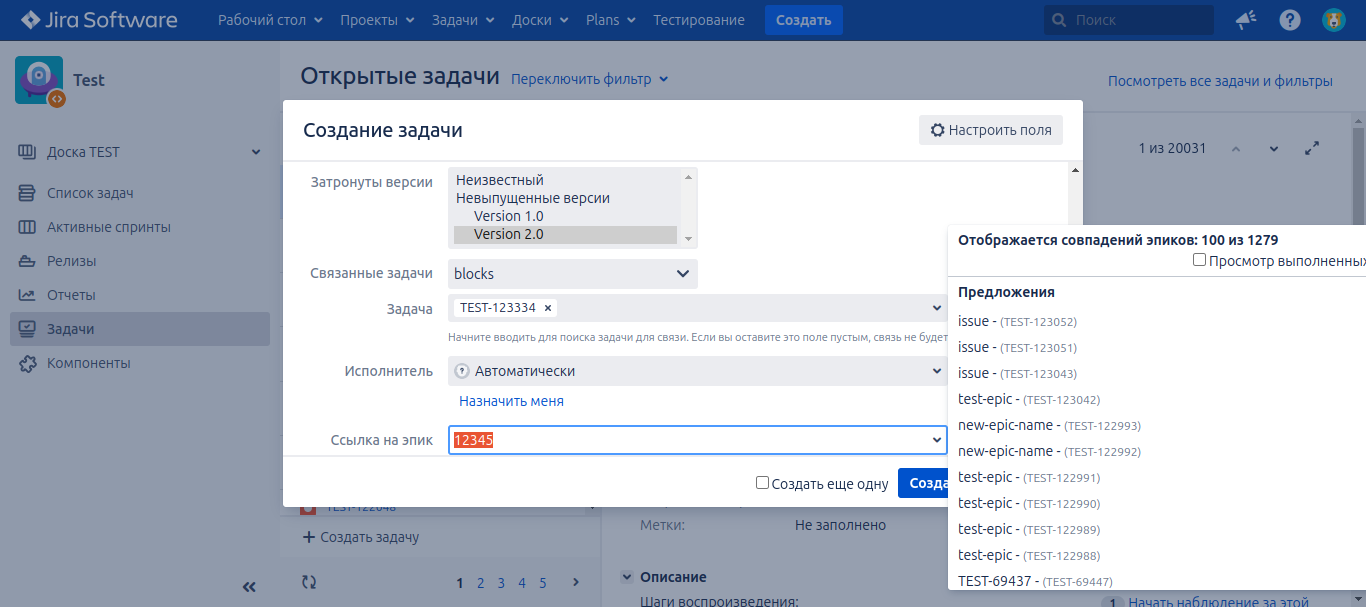 Jira Software
Рабочий стол
Проекты
Задачи
Доски
Plans
Тестирование
Создать
Поиск
Test
Доска TEST
Список задач
Активные спринты
Релизы
Отчеты
Задачи
Компоненты
Открытые задачи
Переключить фильтр
Посмотреть все задачи и фильтры
1 из 20031
Создание задачи
Настроить поля
Затронуты версии
Неизвестный
Невыпущенные версии
Version 1.0
Version 2.0
Связанные задачи
blocks
Задача
TEST-123334 ×
Начните вводить для поиска задачи для связи. Если вы оставите это поле пустым, связь не будет
Исполнитель
Автоматически
Назначить меня
Ссылка на эпик
12345
Создать еще одну
Созда
Отображается совпадений эпиков: 100 из 1279
Просмотр выполненных
Предложения
issue - (TEST-123052)
issue - (TEST-123051)
issue - (TEST-123043)
test-epic - (TEST-123042)
new-epic-name - (TEST-122993)
new-epic-name - (TEST-122992)
test-epic - (TEST-122991)
test-epic - (TEST-122990)
test-epic - (TEST-122989)
test-epic - (TEST-122988)
TEST-69437 - (TEST-69447)
TEST-122048
+ Создать задачу
1 2 3 4 5
Метки:
Не заполнено
Описание
Шаги воспроизведения:
1 Начать наблюдение за этой